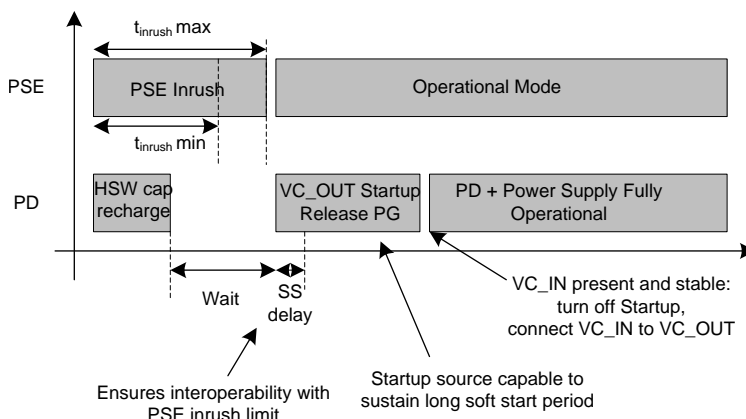 tinrush max
PSE
PSE Inrush
Operational Mode
tinrush min
PD
HSW cap
recharge
VC_OUT Startup
Release PG
PD + Power Supply Fully
Operational
Wait
SS
delay
VC_IN present and stable:
turn off Startup,
connect VC_IN to VC_OUT
Ensures interoperability with
PSE inrush limit
Startup source capable to
sustain long soft start period